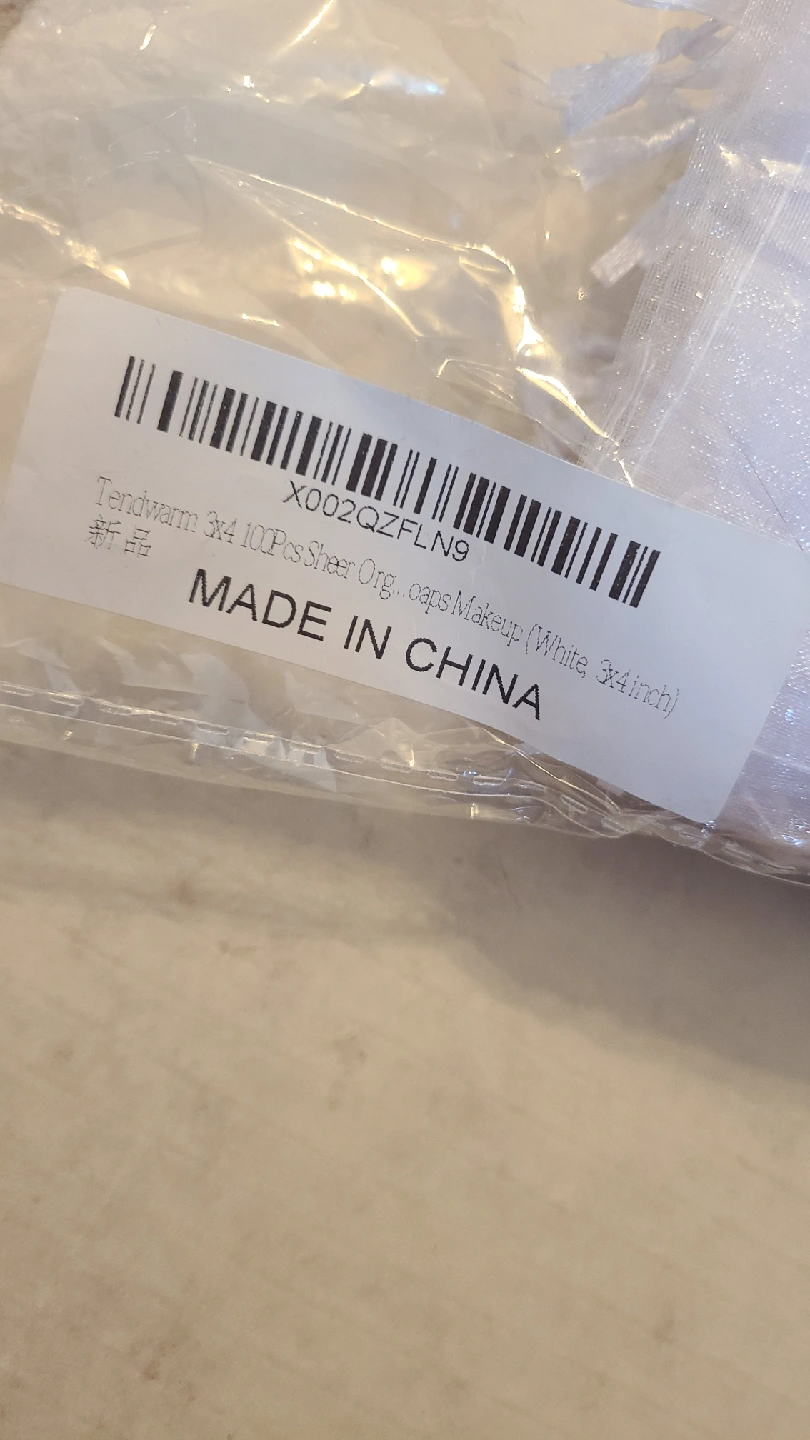 X002QZFLN9
Tendwarm 3x4 100Pcs Sheer Org...oaps Makeup (White, 3x4 inch)
新品
MADE IN CHINA